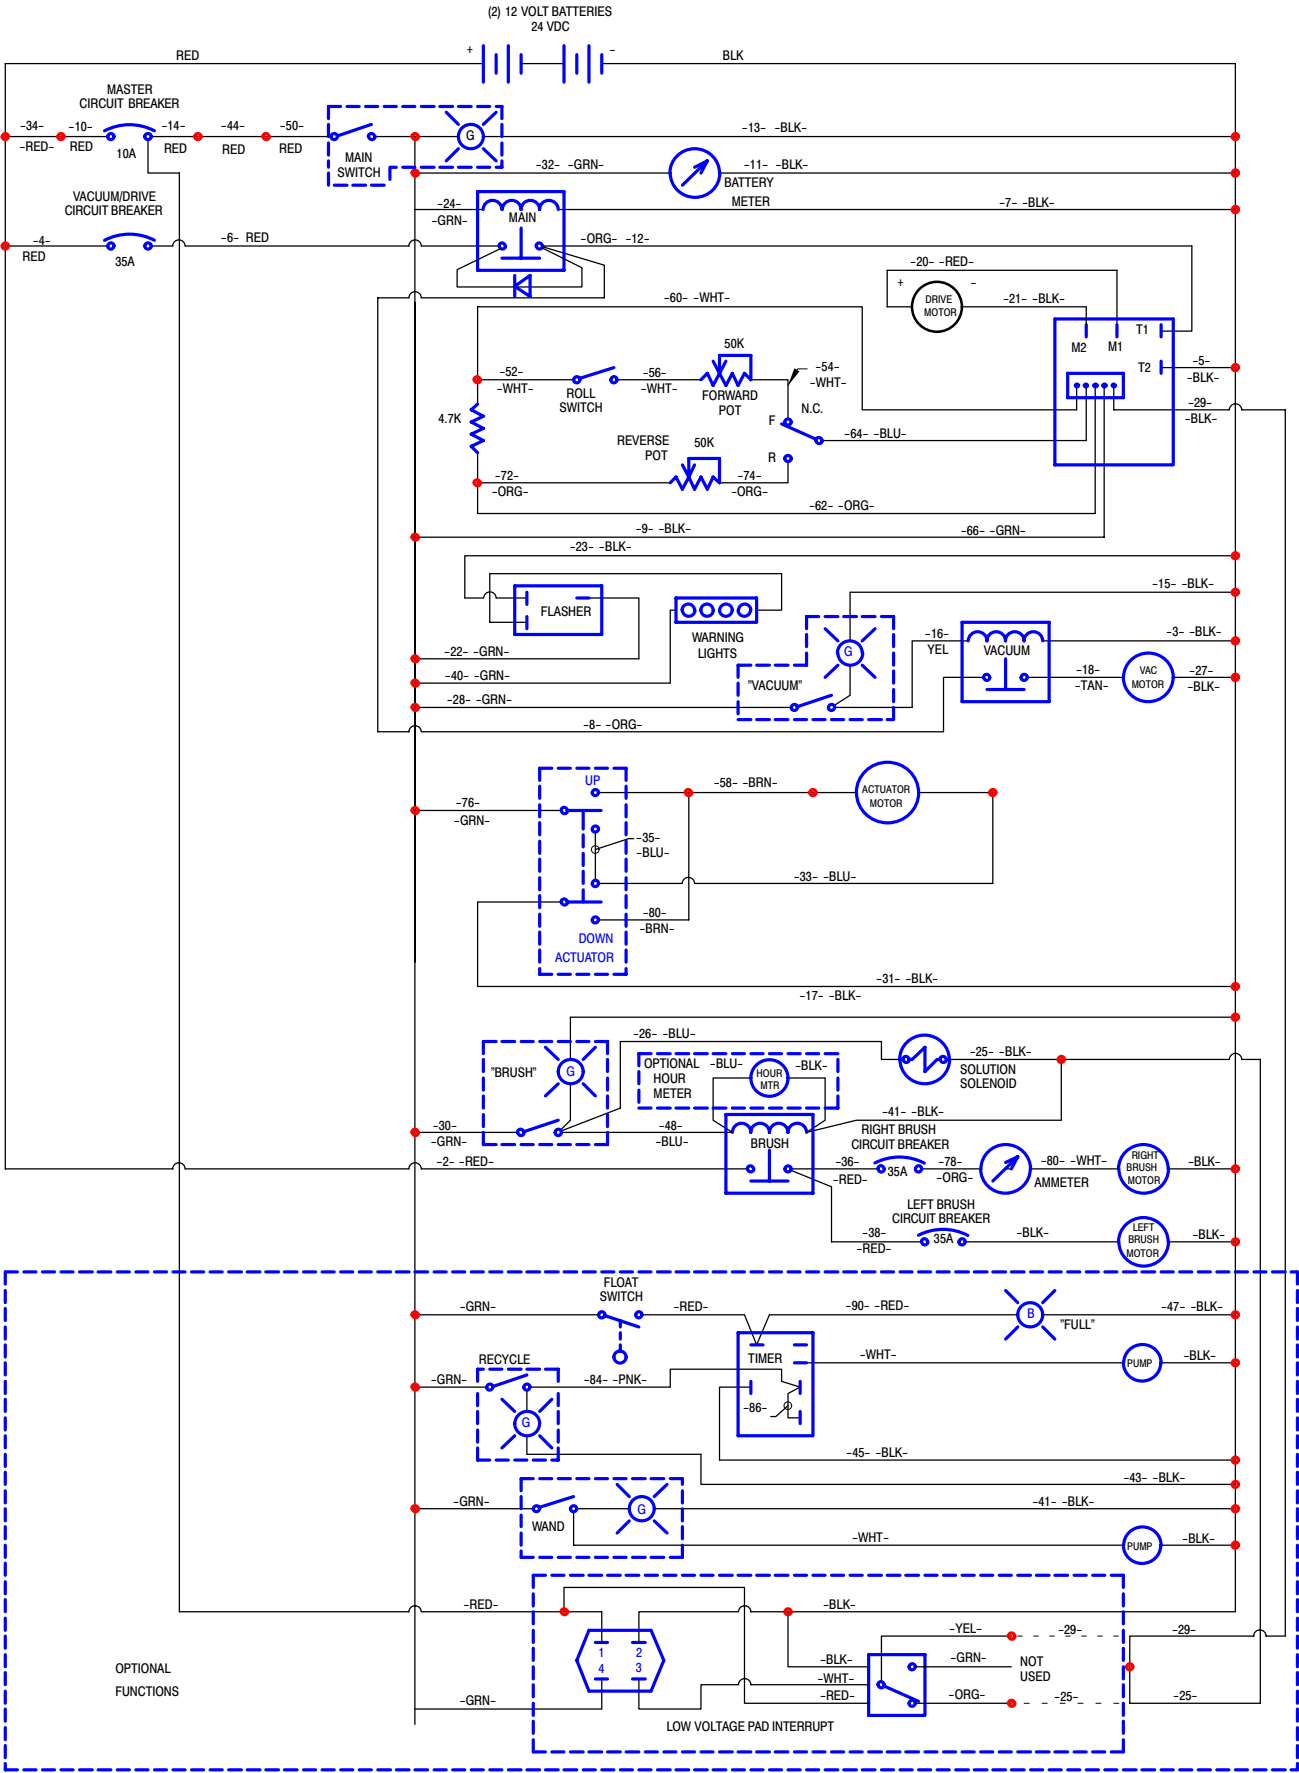 (2) 12 VOLT BATTERIES
24 VDC
+
−
RED
BLK
MASTER
CIRCUIT BREAKER
-34-
-RED-
-10-
RED
10A
-14-
RED
-44-
RED
-50-
RED
MAIN
SWITCH
G
-13- -BLK-
-32- -GRN-
-11- -BLK-
BATTERY
METER
VACUUM/DRIVE
CIRCUIT BREAKER
-24-
-GRN-
MAIN
-7- -BLK-
-4-
RED
35A
-6- RED
-ORG- -12-
-20- -RED-
+
−
DRIVE
MOTOR
-21- -BLK-
-60- -WHT-
M2
M1
T1
T2
-5-
-BLK-
-29-
-BLK-
50K
-52-
-WHT-
ROLL
SWITCH
-56-
-WHT-
FORWARD
POT
-54-
-WHT-
N.C.
F
4.7K
REVERSE
POT
50K
-64- -BLU-
R
-72-
-ORG-
-74-
-ORG-
-62- -ORG-
-9- -BLK-
-66- -GRN-
-23- -BLK-
-15- -BLK-
FLASHER
WARNING
LIGHTS
-22- -GRN-
-40- -GRN-
-28- -GRN-
"VACUUM"
G
-16-
YEL
VACUUM
-3- -BLK-
-18-
-TAN-
VAC
MOTOR
-27-
-BLK-
-8- -ORG-
UP
-58- -BRN-
ACTUATOR
MOTOR
-76-
-GRN-
-35-
-BLU-
-33- -BLU-
-80-
-BRN-
DOWN
ACTUATOR
-31- -BLK-
-17- -BLK-
-26- -BLU-
"BRUSH"
G
OPTIONAL
HOUR
METER
-BLU-
HOUR
MTR
-BLK-
-25- -BLK-
SOLUTION
SOLENOID
-41- -BLK-
-30-
-GRN-
-48-
-BLU-
BRUSH
RIGHT BRUSH
CIRCUIT BREAKER
-2- -RED-
-36-
-RED-
35A
-78-
-ORG-
AMMETER
-80- -WHT-
RIGHT
BRUSH
MOTOR
-BLK-
LEFT BRUSH
CIRCUIT BREAKER
-38-
-RED-
35A
-BLK-
LEFT
BRUSH
MOTOR
-BLK-
FLOAT
SWITCH
-GRN-
-RED-
-90- -RED-
B
"FULL"
-47- -BLK-
TIMER
-WHT-
PUMP
-BLK-
RECYCLE
-GRN-
-84- -PNK-
-86-
G
-45- -BLK-
-43- -BLK-
-GRN-
WAND
G
-41- -BLK-
-WHT-
PUMP
-BLK-
-RED-
-BLK-
1
2
4
3
-YEL-
-29-
-29-
-BLK-
-GRN-
NOT
USED
-WHT-
-RED-
-ORG-
-25-
-25-
-GRN-
OPTIONAL
FUNCTIONS
LOW VOLTAGE PAD INTERRUPT